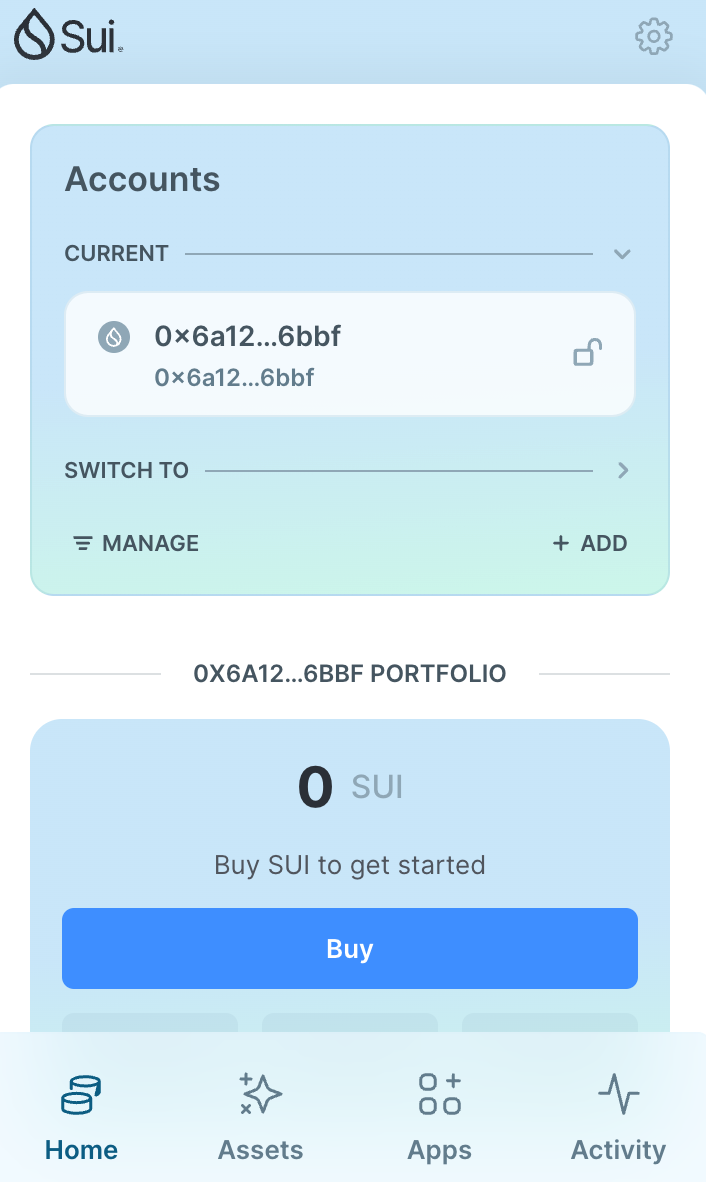 Sui
Accounts
CURRENT
0×6a12...6bbf
0×6a12...6bbf
SWITCH TO
MANAGE
+ ADD
0X6A12...6BBF PORTFOLIO
0 SUI
Buy SUI to get started
Buy
Home
Assets
Apps
Activity